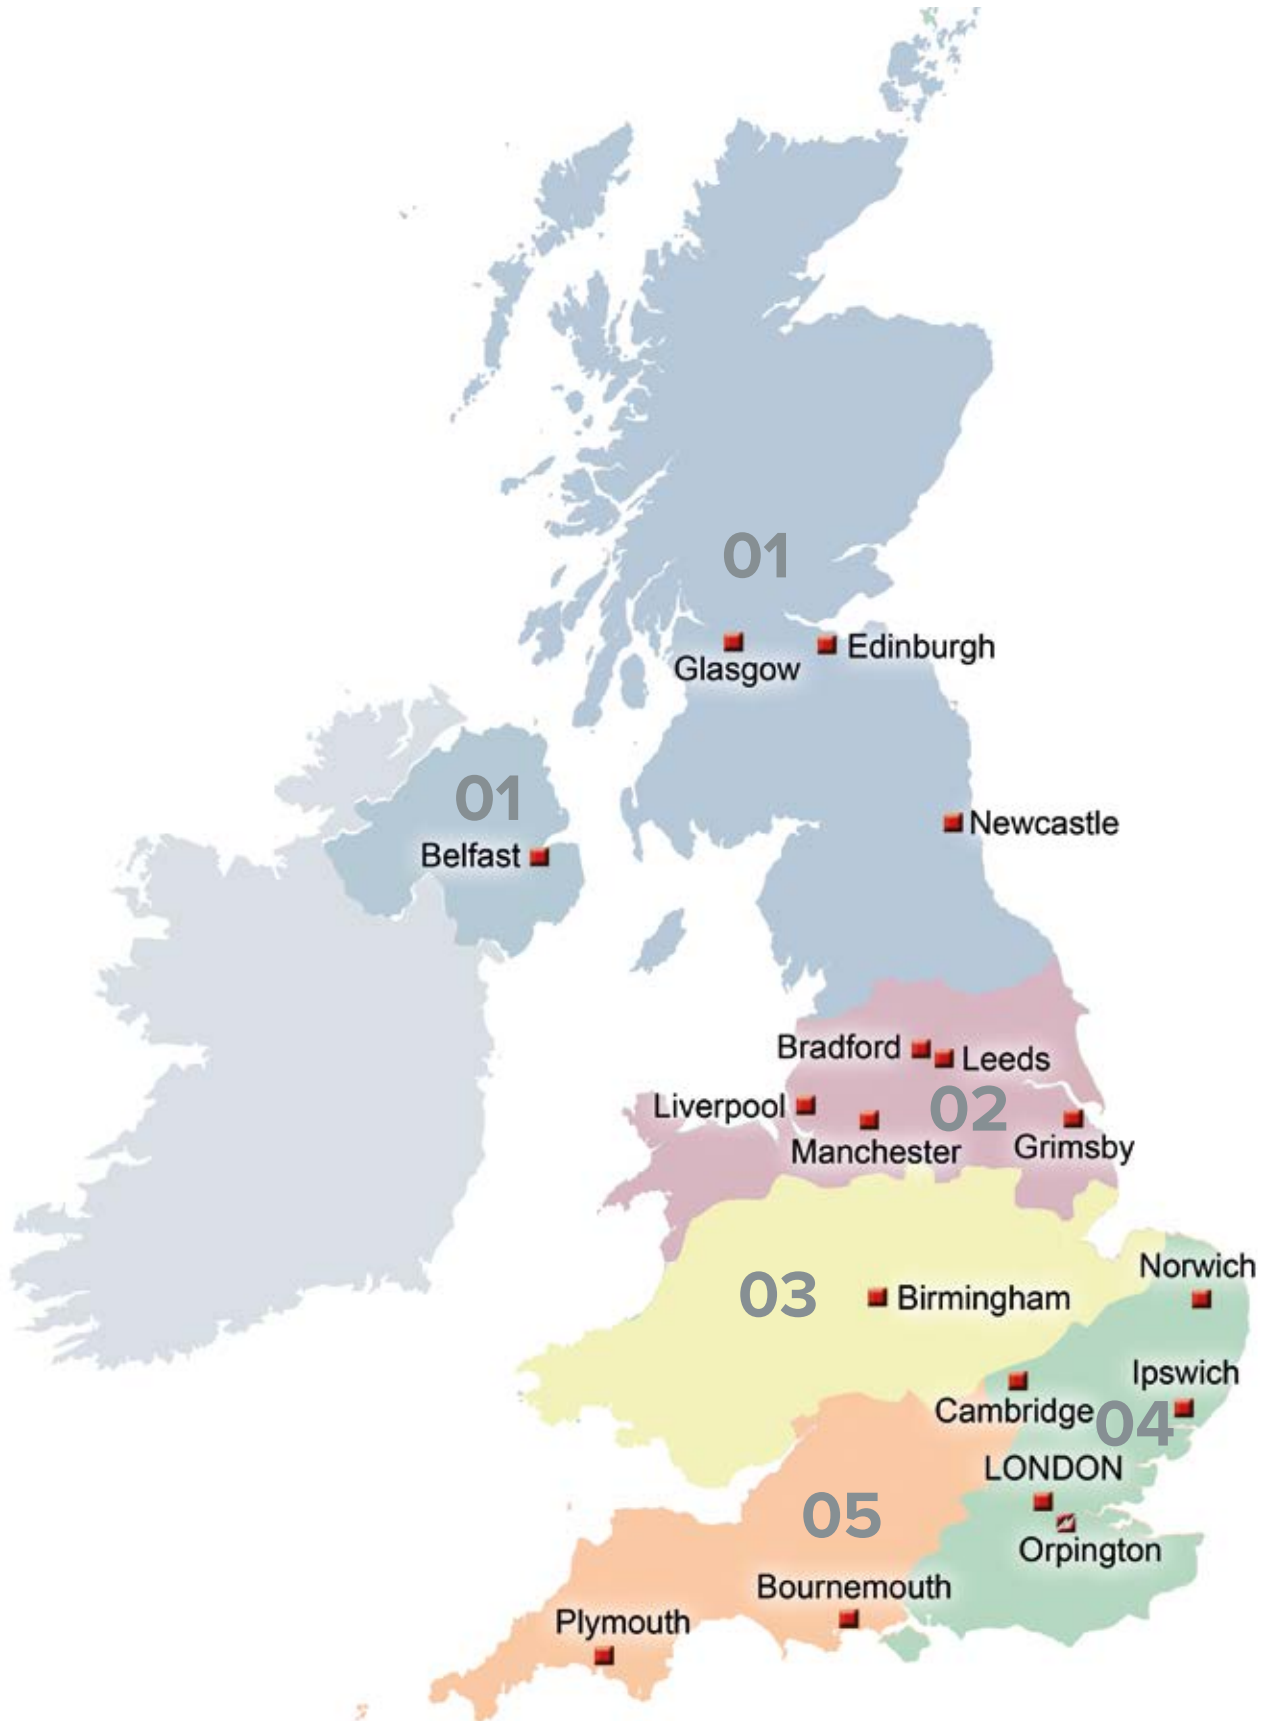 01
Glasgow
Edinburgh
01
Belfast
Newcastle
Bradford
Leeds
Liverpool
02
Manchester
Grimsby
Norwich
03
Birmingham
Ipswich
Cambridge
04
LONDON
05
Orpington
Bournemouth
Plymouth